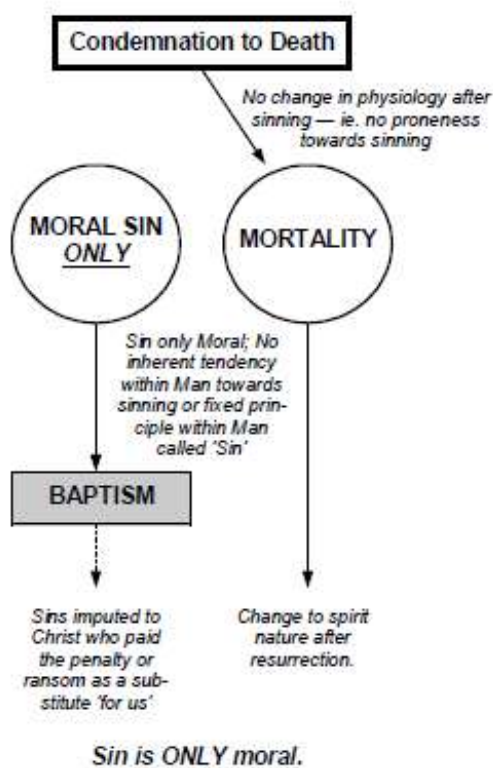 Condemnation to Death
No change in physiology after
sinning — ie. no proneness
towards sinning
MORAL SIN
ONLY
MORTALITY
Sin only Moral; No
inherent tendency
within Man towards
sinning or fixed prin-
ciple within Man
called 'Sin'
BAPTISM
Sins imputed to
Christ who paid
the penalty or
ransom as a sub-
stitute 'for us'
Change to spirit
nature after
resurrection.
Sin is ONLY moral.